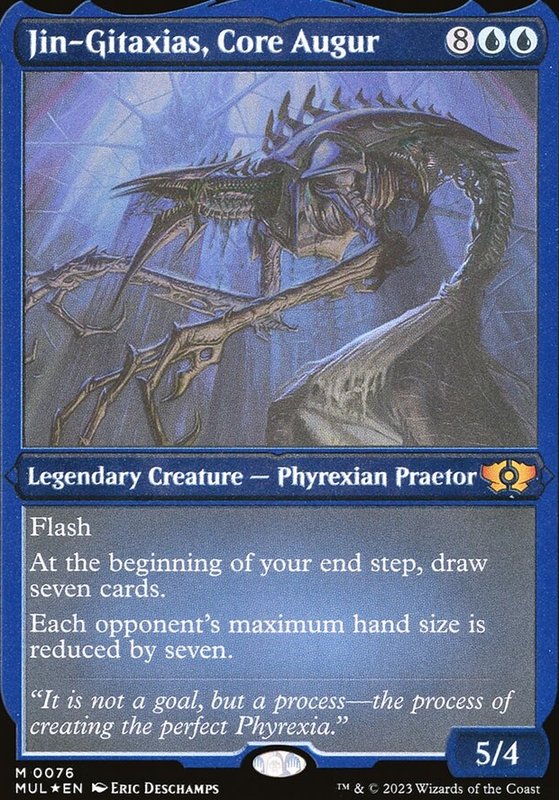 Jin-Gitaxias, Core Augur 8
Legendary Creature — Phyrexian Praetor
Flash
At the beginning of your end step, draw
seven cards.
Each opponent's maximum hand size is
reduced by seven.
"It is not a goal, but a process—the process of
creating the perfect Phyrexia."
5/4
M 0076
MUL★EN Eric Deschamps
™ & © 2023 Wizards of the Coast